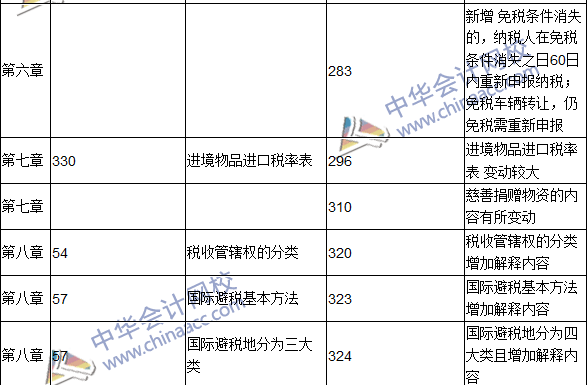 新增 免税条件消失
的，纳税人在免税
条件消失之日60日
内重新申报纳税；
免税车辆转让，仍
免税需重新申报
第六章
283
第七章
330
进境物品进口税率表
296
进境物品进口税率
表 变动较大
第七章
310
慈善捐赠物资的内
容有所变动
第八章
54
税收管辖权的分类
320
税收管辖权的分类
增加解释内容
第八章
57
国际避税基本方法
323
国际避税基本方法
增加解释内容
第八章
57
国际避税地分为三大
类
324
国际避税地分为四
大类且增加解释内
容
中华会计网校
www.chinaacc.com
中华会计网校
www.chinaacc.com